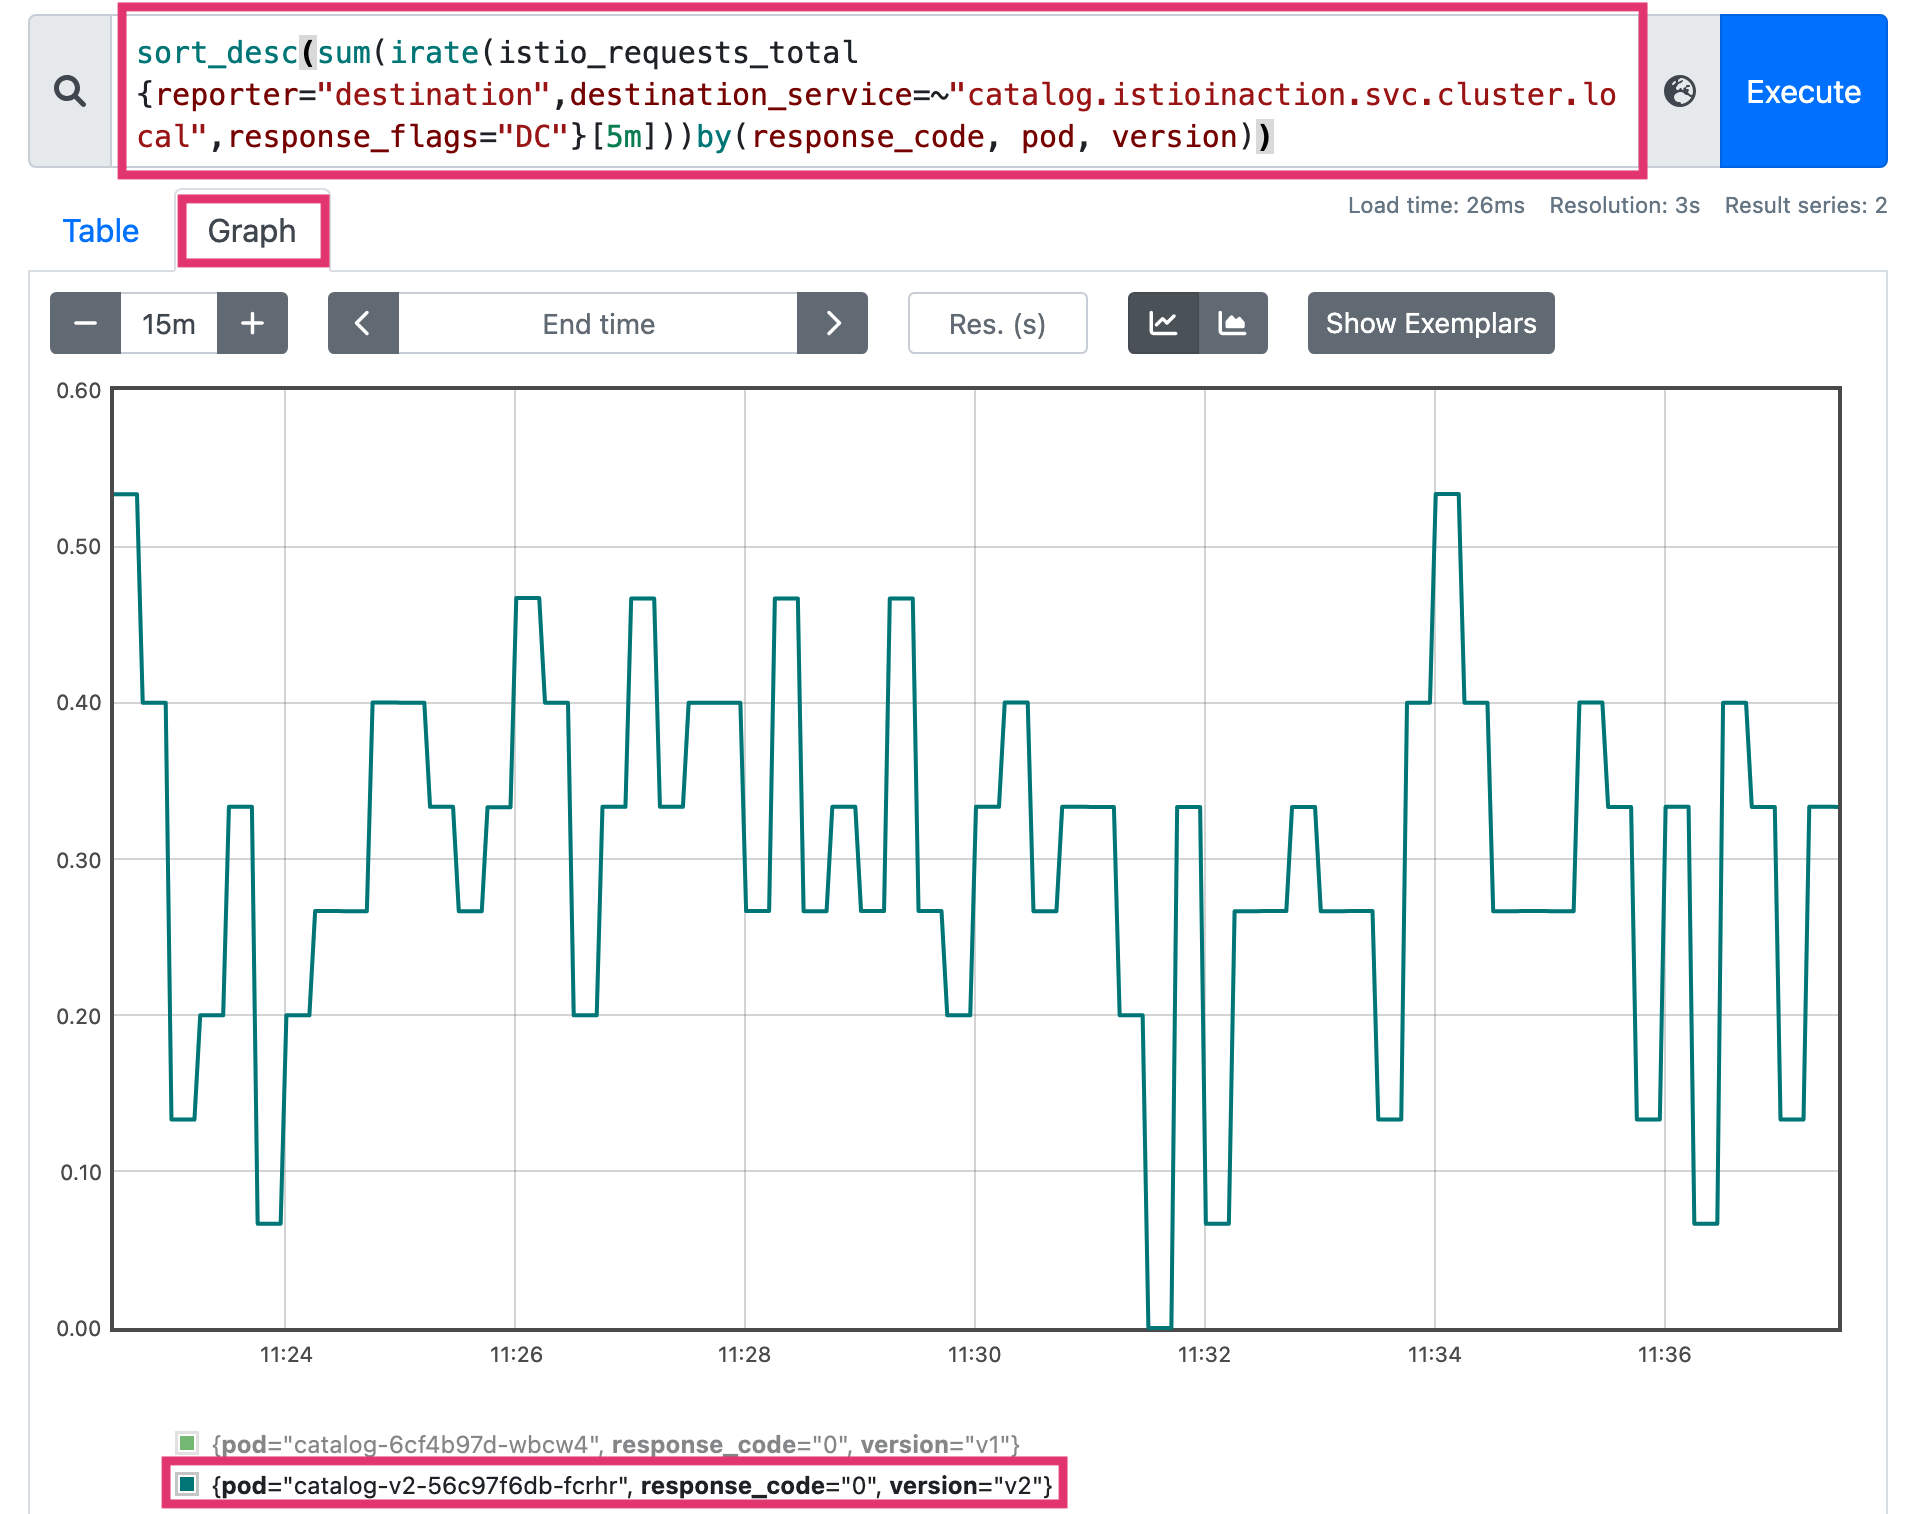 sort_desc(sum(irate(istio_requests_total
{reporter="destination",destination_service=~"catalog.istioinaction.svc.cluster.lo
cal",response_flags="DC"}[5m]))by(response_code, pod, version))
Execute
Load time: 26ms Resolution: 3s Result series: 2
Table Graph
15m End time Res. (s) Show Exemplars
0.60
0.50
0.40
0.30
0.20
0.10
0.00
11:24 11:26 11:28 11:30 11:32 11:34 11:36
{pod="catalog-6cf4b97d-wbcw4", response_code="0", version="v1"}
{pod="catalog-v2-56c97f6db-fcrhr", response_code="0", version="v2"}